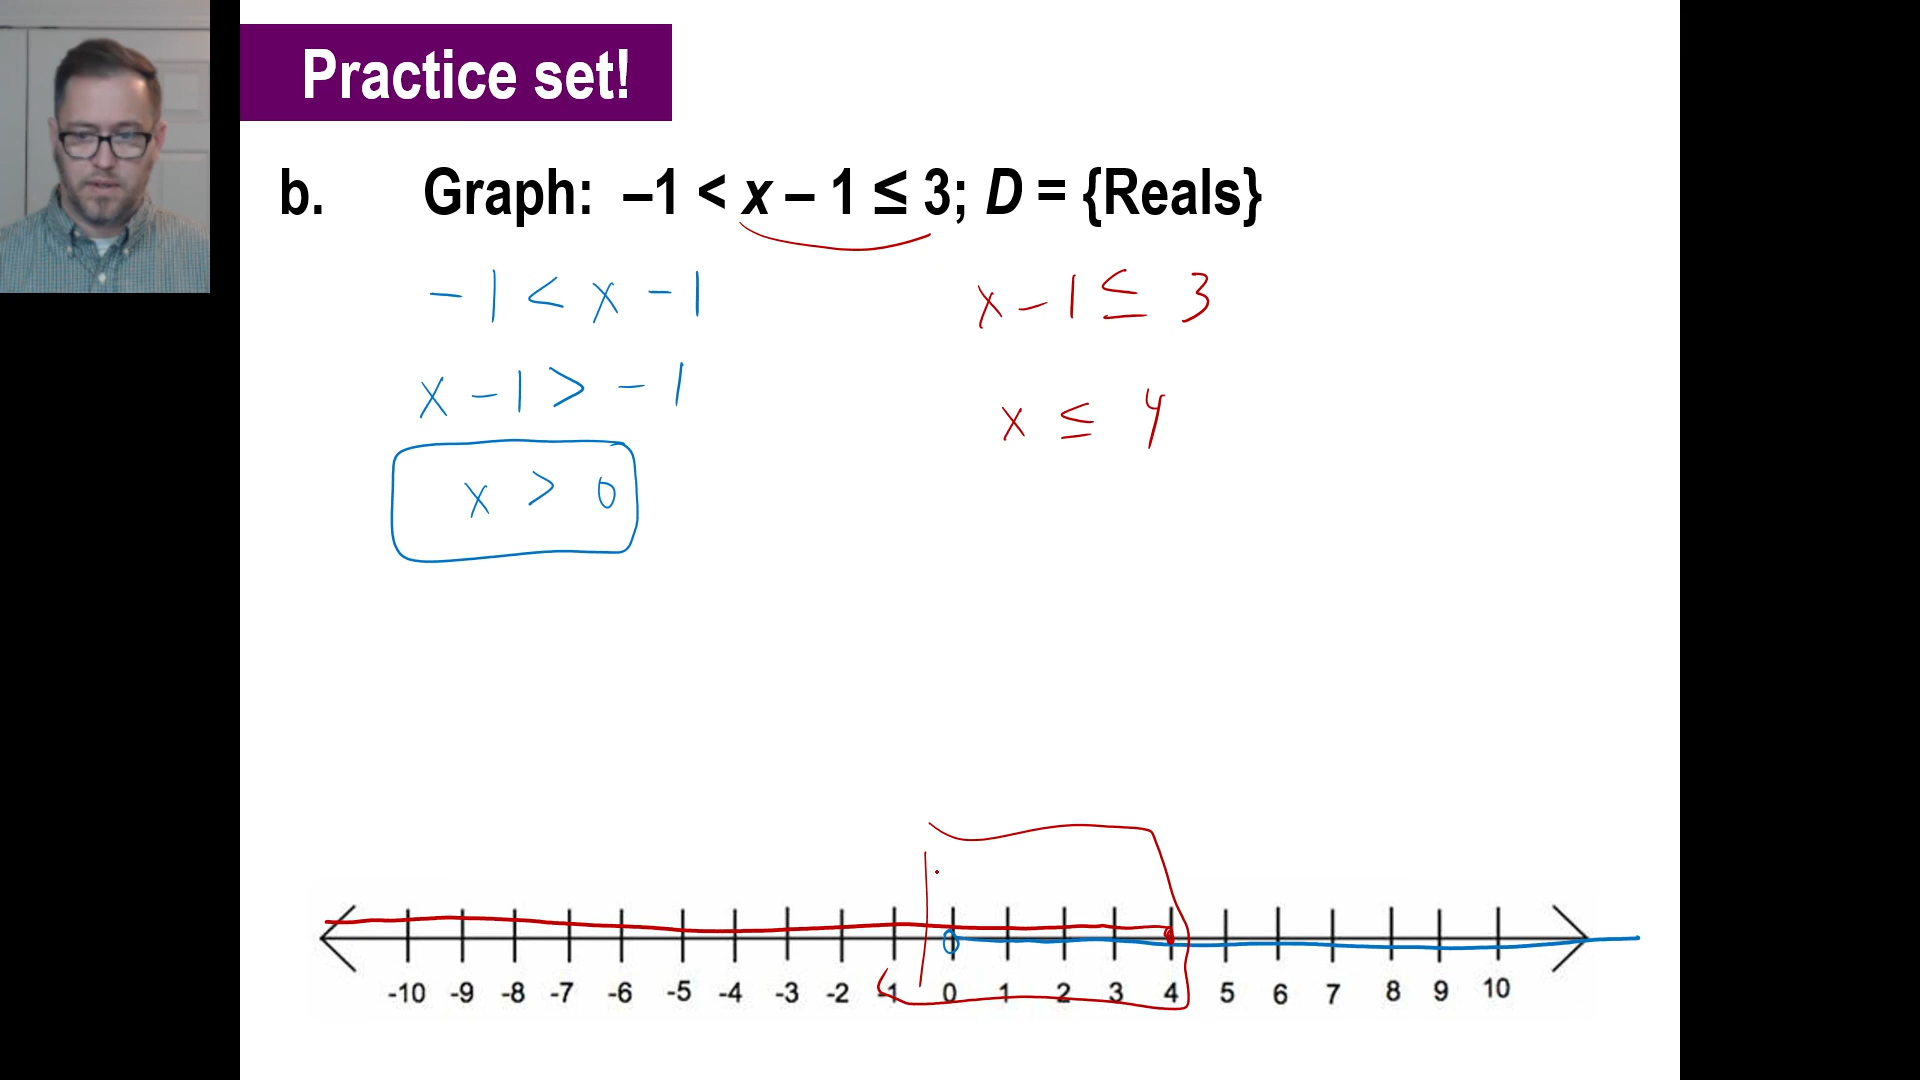 Practice set!
b. Graph: –1 < x – 1 ≤ 3; D = {Reals}
- 1 < x - 1
x - 1 ≤ 3
x - 1 > - 1
x ≤ 4
x > 0
-10 -9 -8 -7 -6 -5 -4 -3 -2 -1 0 1 2 3 4 5 6 7 8 9 10